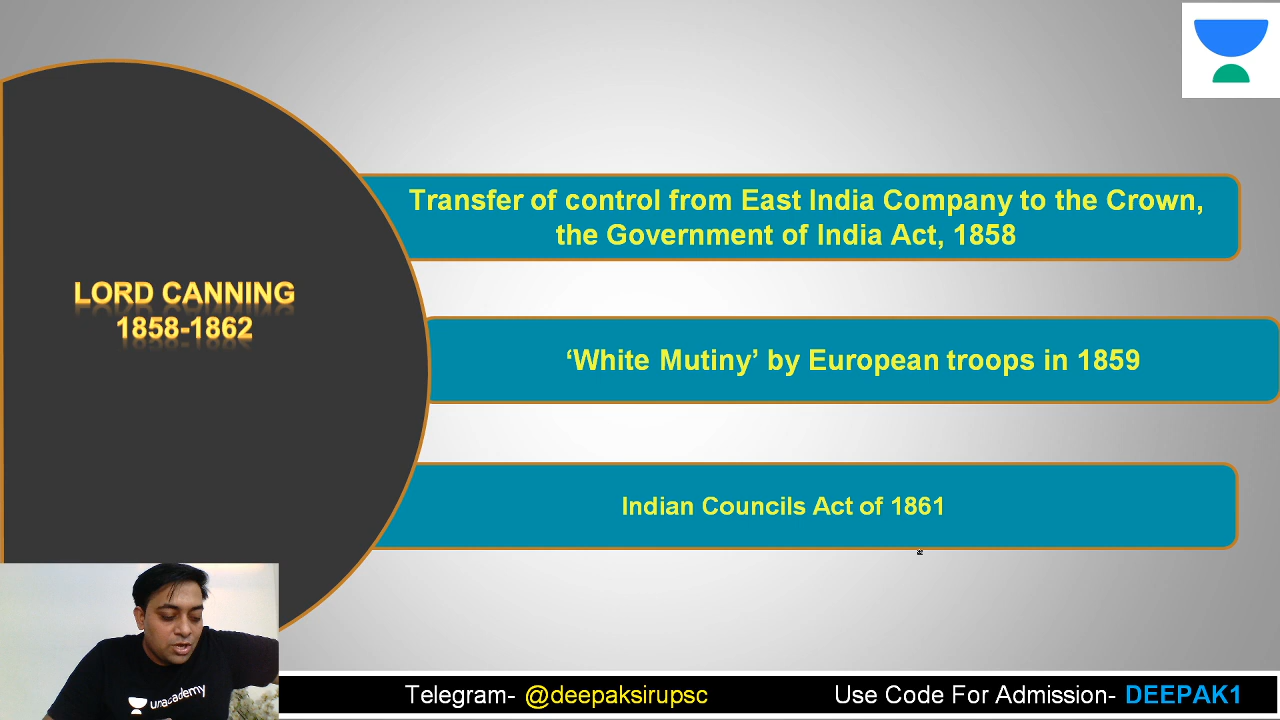 LORD CANNING
1858-1862
Transfer of control from East India Company to the Crown,
the Government of India Act, 1858
‘White Mutiny’ by European troops in 1859
Indian Councils Act of 1861
unacademy
Telegram- @deepaksirupsc
Use Code For Admission- DEEPAK1